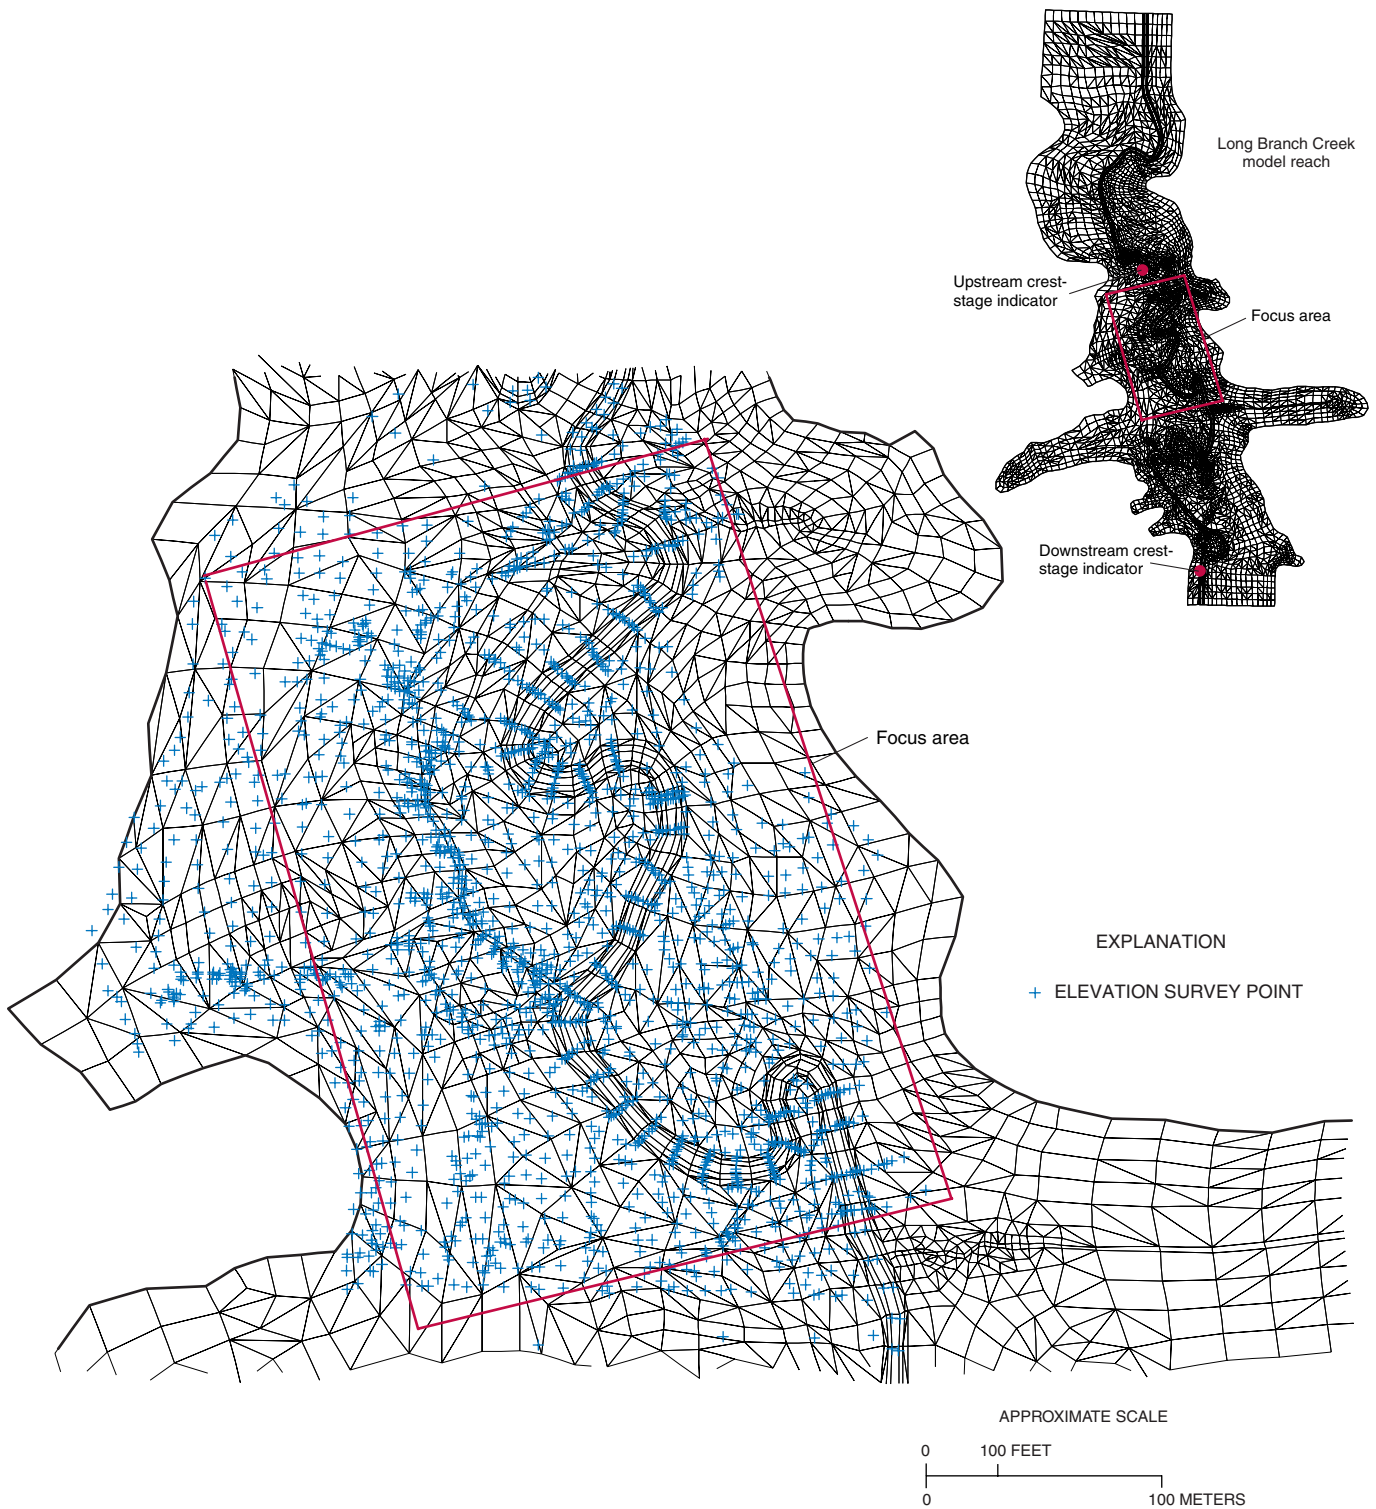 Long Branch Creek
model reach
Upstream crest-
stage indicator
Focus area
Downstream crest-
stage indicator
Focus area
EXPLANATION
+ ELEVATION SURVEY POINT
APPROXIMATE SCALE
0 100 FEET
0 100 METERS